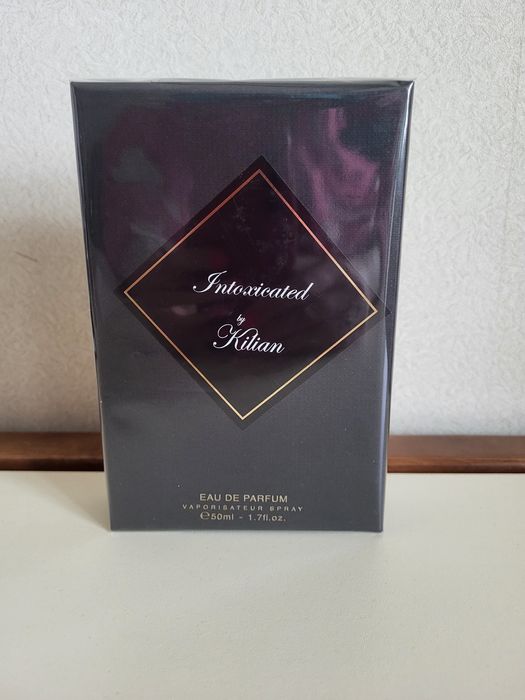 Intoxicated
by
Kilian
EAU DE PARFUM
VAPORISATEUR SPRAY
℮50ml - 1.7fl.oz.